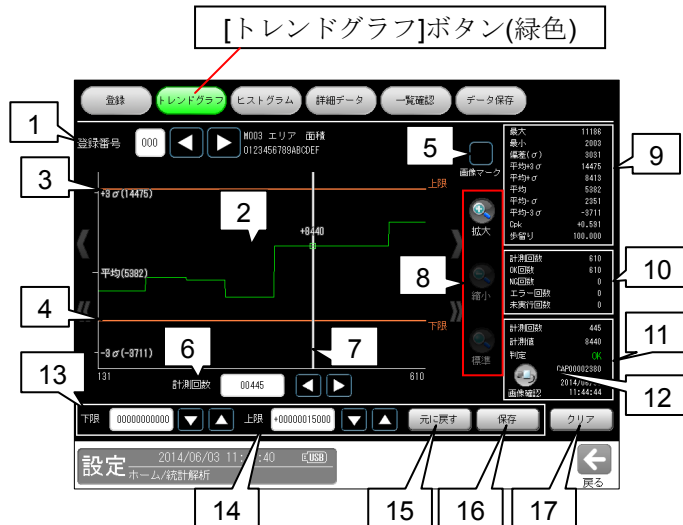 [トレンドグラフ]ボタン(緑色)
登録
トレンドグラフ
ヒストグラム
詳細データ
一覧確認
データ保存
1
登録番号
000
M003 エリア 面積
0123456789ABCDEF
5
画像マーク
3
上限
+3σ(14475)
2
+8440
平均(5382)
4
下限
-3σ(-3711)
6
7
131
610
計測回数
00445
8
拡大
縮小
標準
最大 11186
最小 2003
偏差(σ) 3031
平均+3σ 14475
平均+σ 8413
平均 5382
平均-σ 2351
平均-3σ -3711
Cpk +0.591
歩留り 100.000
9
計測回数 610
OK回数 610
NG回数 0
エラー回数 0
未実行回数 0
10
計測回数 445
計測値 8440
判定 OK
11
CAP00002380
12
画像確認
11:44:44
13
下限
00000000000
上限
+00000015000
元に戻す
保存
クリア
設定
2014/06/03
USB
ホーム/統計解析
戻る
14
15
16
17